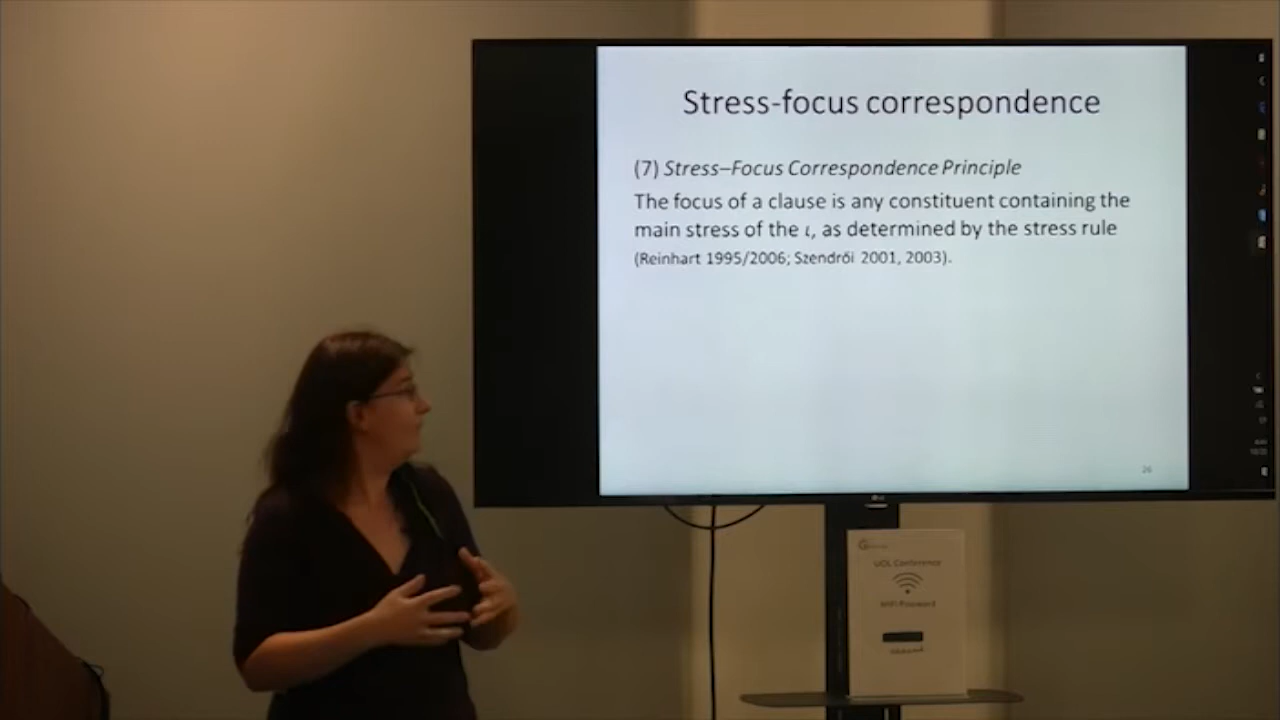 Stress-focus correspondence
(7) Stress–Focus Correspondence Principle
The focus of a clause is any constituent containing the
main stress of the ι, as determined by the stress rule
(Reinhart 1995/2006; Szendrői 2001, 2003).
26
LG
UOL Conference
WiFi Password